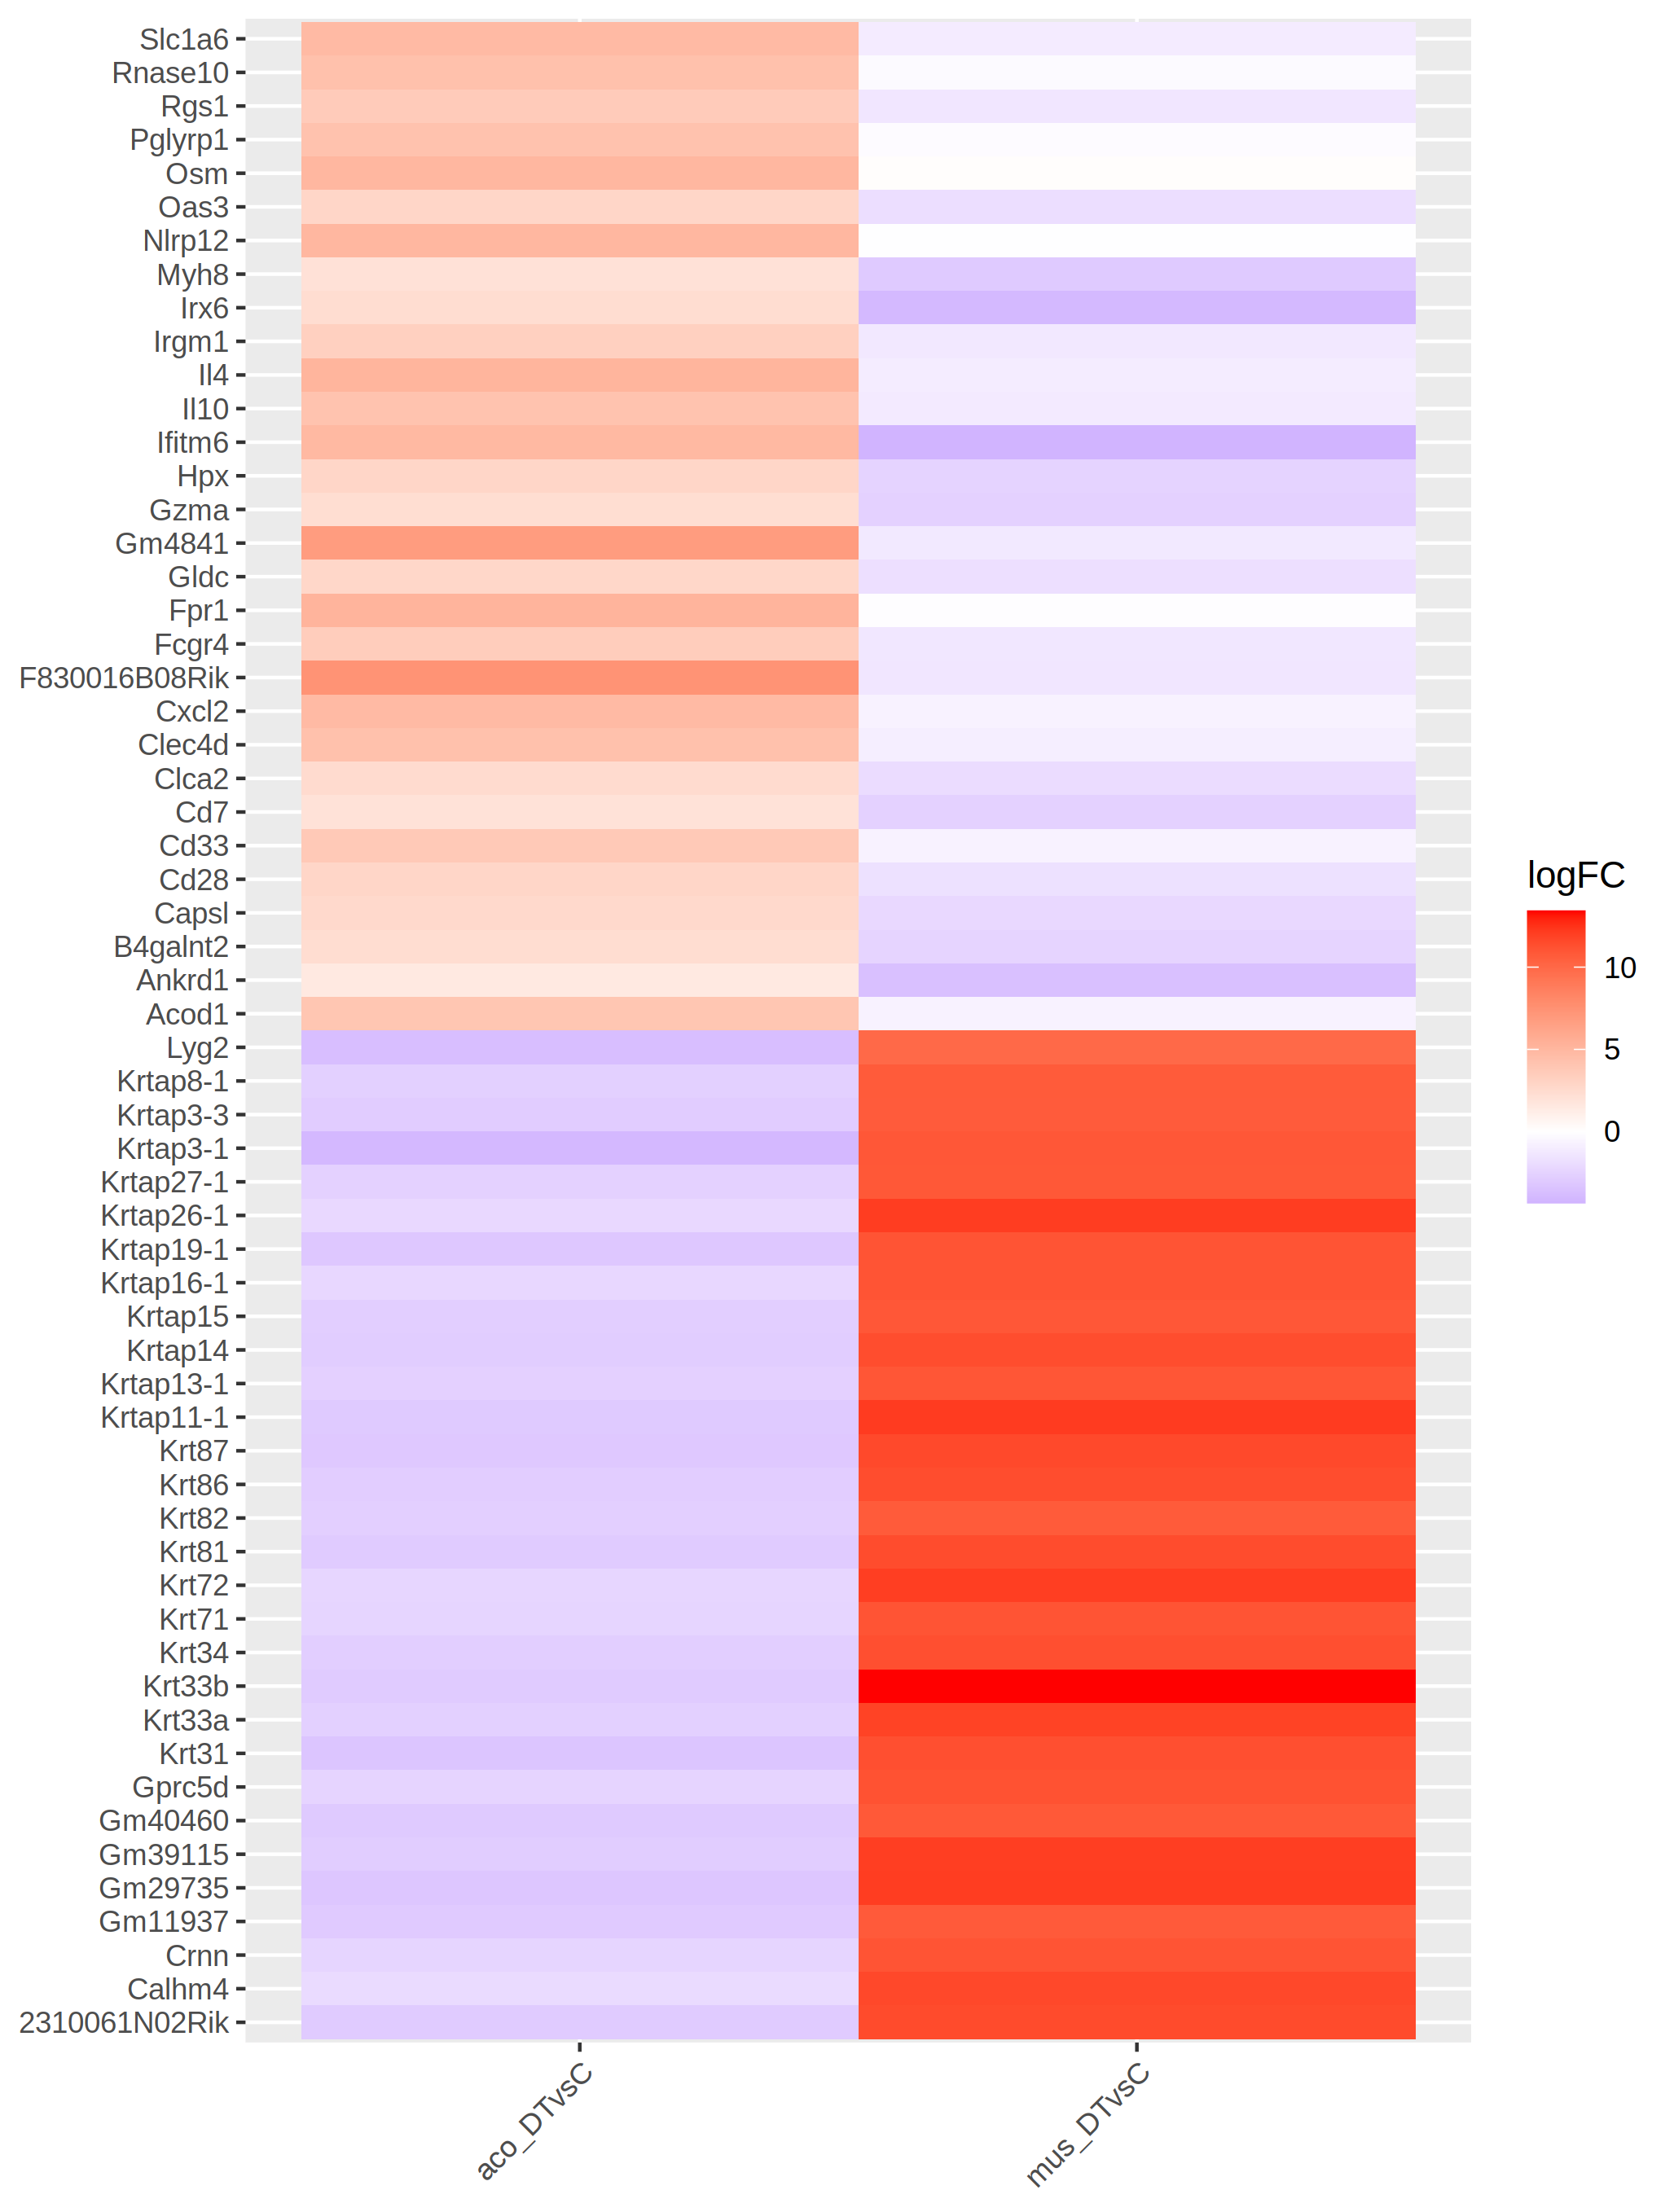 Slc1a6
Rnase10
Rgs1
Pglyrp1
Osm
Oas3
Nlrp12
Myh8
Irx6
Irgm1
Il4
Il10
Ifitm6
Hpx
Gzma
Gm4841
Gldc
Fpr1
Fcgr4
F830016B08Rik
Cxcl2
Clec4d
Clca2
Cd7
Cd33
Cd28
Capsl
B4galnt2
Ankrd1
Acod1
Lyg2
Krtap8-1
Krtap3-3
Krtap3-1
Krtap27-1
Krtap26-1
Krtap19-1
Krtap16-1
Krtap15
Krtap14
Krtap13-1
Krtap11-1
Krt87
Krt86
Krt82
Krt81
Krt72
Krt71
Krt34
Krt33b
Krt33a
Krt31
Gprc5d
Gm40460
Gm39115
Gm29735
Gm11937
Crnn
Calhm4
2310061N02Rik
aco_DTvsC
mus_DTvsC
logFC
10
5
0